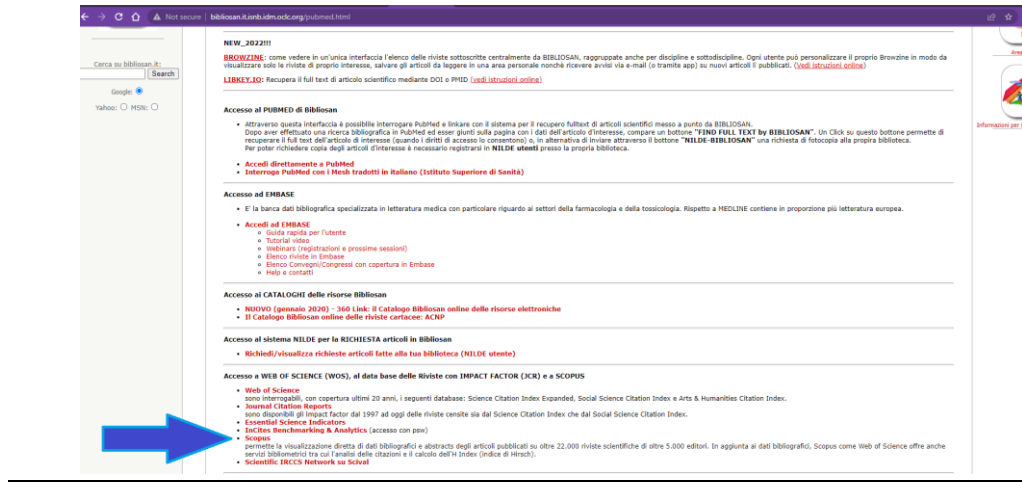 Not secure | bibliosan.it.isnb.idm.oclc.org/pubmed.html
Cerca su bibliosan.it:
Search
Google:
Yahoo: MSN:
NEW_2022!!!
BROWZINE: come vedere in un'unica interfaccia l'elenco delle riviste sottoscritte centralmente da BIBLIOSAN, raggruppate anche per discipline e sottodiscipline. Ogni utente può personalizzare il proprio Browzine in modo da
visualizzare solo le riviste di proprio interesse, salvare gli articoli da leggere in una area personale nonchè ricevere avvisi via e-mail (o tramite app) su nuovi articoli lì pubblicati. (Vedi istruzioni online)
LIBKEY.IO: Recupera il full text di articolo scientifico mediante DOI o PMID (vedi istruzioni online)
Accesso al PUBMED di Bibliosan
• Attraverso questa interfaccia è possibile interrogare PubMed e linkare con il sistema per il recupero fulltext di articoli scientifici messo a punto da BIBLIOSAN.
Dopo aver effettuato una ricerca bibliografica in PubMed ed esser giunti sulla pagina con i dati dell'articolo d'interesse, compare un bottone "FIND FULL TEXT by BIBLIOSAN". Un Click su questo bottone permette di
recuperare il full text dell'articolo di interesse (quando i diritti di accesso lo consentono) o, in alternativa di inviare attraverso il bottone "NILDE-BIBLIOSAN" una richiesta di fotocopia alla propira biblioteca.
Per poter richiedere copia degli articoli d'interesse è necessario registrarsi in NILDE utenti presso la propria biblioteca.
• Accedi direttamente a PubMed
• Interroga PubMed con i Mesh tradotti in italiano (Istituto Superiore di Sanità)
Accesso ad EMBASE
• E' la banca dati bibliografica specializzata in letteratura medica con particolare riguardo ai settori della farmacologia e della tossicologia. Rispetto a MEDLINE contiene in proporzione più letteratura europea.
• Accedi ad EMBASE
Guida rapida per l'utente
Tutorial video
Webinars (registrazioni e prossime sessioni)
Elenco riviste in Embase
Elenco Convegni/Congressi con copertura in Embase
Help e contatti
Accesso ai CATALOGHI delle risorse Bibliosan
• NUOVO (gennaio 2020) - 360 Link: il Catalogo Bibliosan online delle risorse elettroniche
• Il Catalogo Bibliosan online delle riviste cartacee: ACNP
Accesso al sistema NILDE per la RICHIESTA articoli in Bibliosan
• Richiedi/visualizza richieste articoli fatte alla tua biblioteca (NILDE utente)
Accesso a WEB OF SCIENCE (WOS), al data base delle Riviste con IMPACT FACTOR (JCR) e a SCOPUS
• Web of Science
sono interrogabili, con copertura ultimi 20 anni, i seguenti database: Science Citation Index Expanded, Social Science Citation Index e Arts & Humanities Citation Index.
• Journal Citation Reports
sono disponibili gli impact factor dal 1997 ad oggi delle riviste censite sia dal Science Citation Index che dal Social Science Citation Index.
• Essential Science Indicators
• InCites Benchmarking & Analytics (accesso con psw)
• Scopus
permette la visualizzazione diretta di dati bibliografici e abstracts degli articoli pubblicati su oltre 22.000 riviste scientifiche di oltre 5.000 editori. In aggiunta ai dati bibliografici, Scopus come Web of Science offre anche
servizi bibliometrici tra cui l'analisi delle citazioni e il calcolo dell'H Index (indice di Hirsch).
• Scientific IRCCS Network su Scival
Area
Informazioni per i